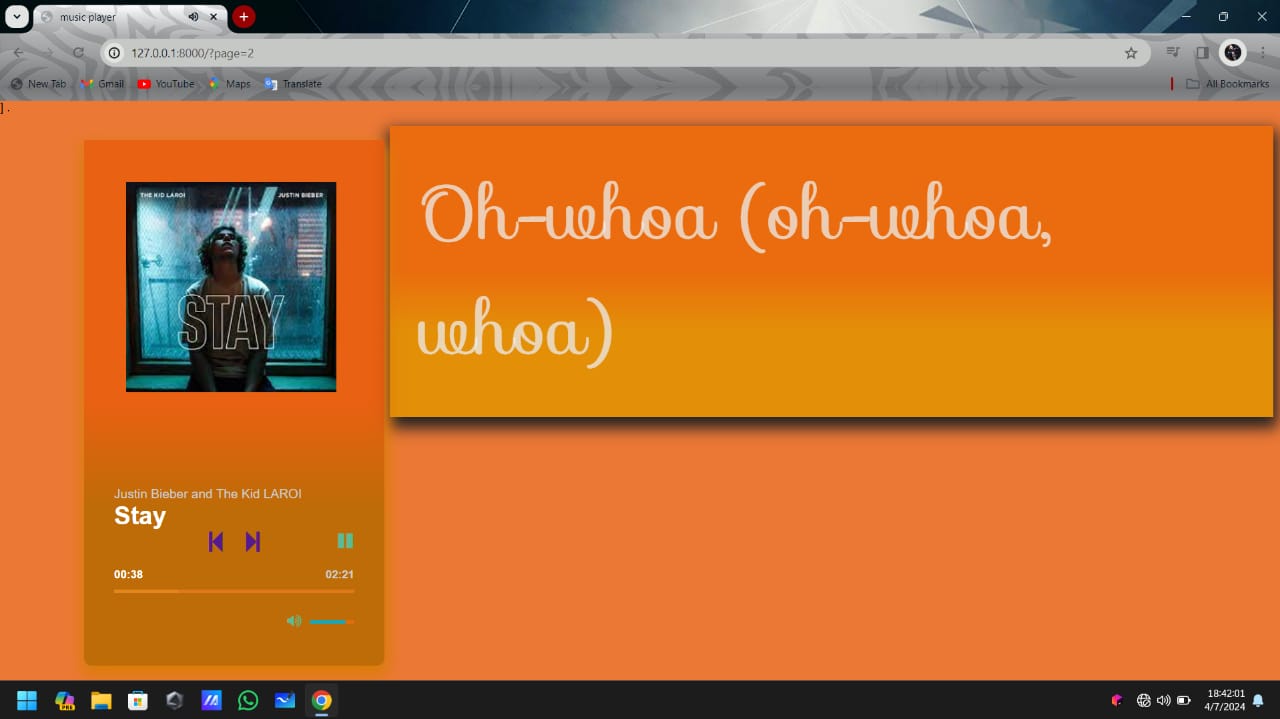 music player
127.0.0.1:8000/?page=2
New Tab
Gmail
YouTube
Maps
Translate
All Bookmarks
] .
THE KID LAROI
JUSTIN BIEBER
STAY
Oh-whoa (oh-whoa,
whoa)
Justin Bieber and The Kid LAROI
Stay
00:38
02:21
PRE
18:42:01
4/7/2024